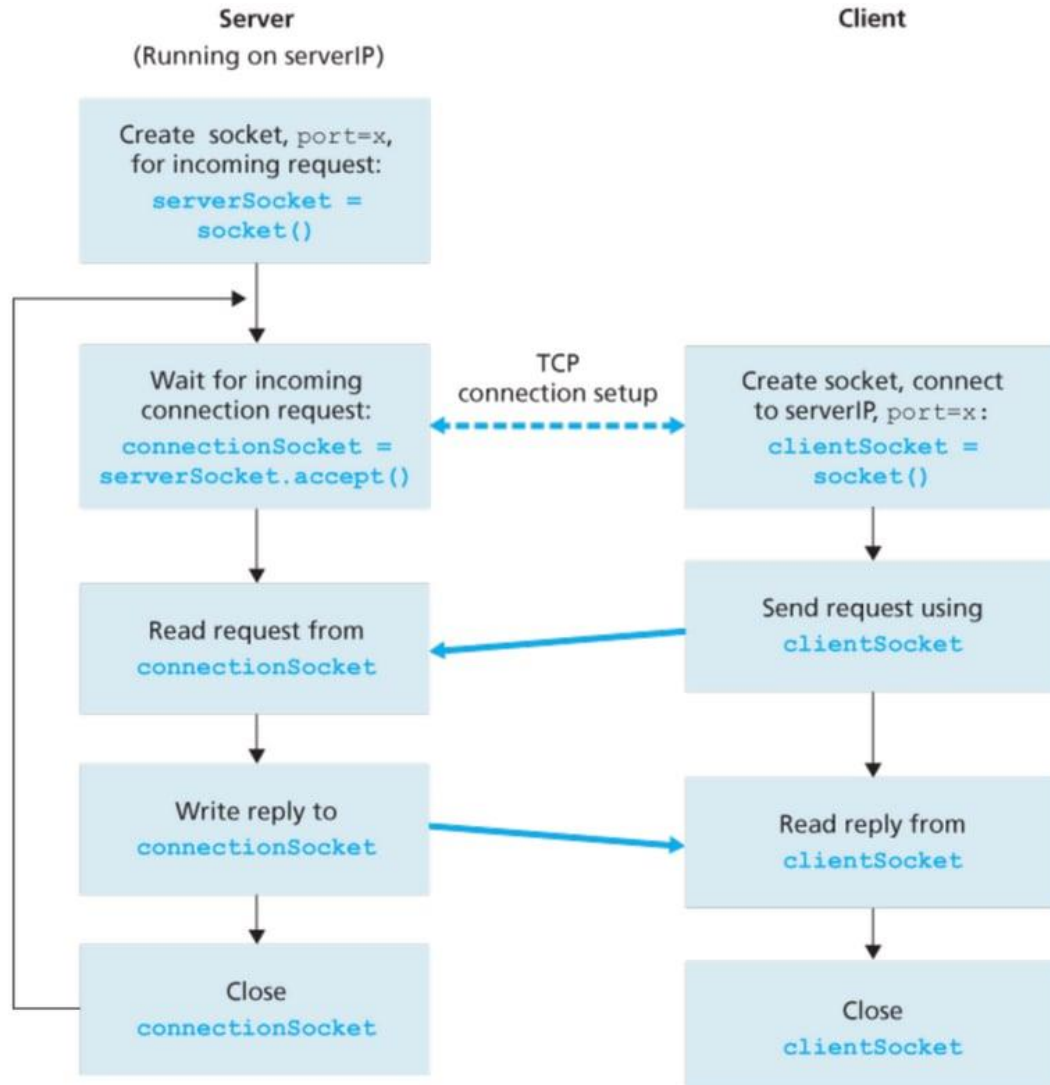 Server
(Running on serverIP)
Create socket, port=x,
for incoming request:
serverSocket =
socket()
Wait for incoming
connection request:
connectionSocket =
serverSocket.accept()
Read request from
connectionSocket
Write reply to
connectionSocket
Close
connectionSocket
TCP
connection setup
Client
Create socket, connect
to serverIP, port=x:
clientSocket =
socket()
Send request using
clientSocket
Read reply from
clientSocket
Close
clientSocket